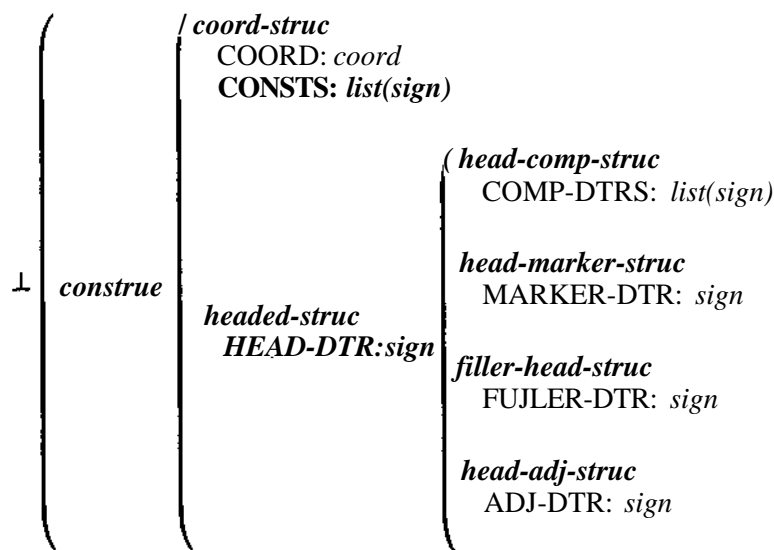 coord-struc
COORD: coord
CONSTS: list(sign)
head-comp-struc
COMP-DTRS: list(sign)
head-marker-struc
⊥ construe
MARKER-DTR: sign
headed-struc
HEAD-DTR:sign
filler-head-struc
FUJLER-DTR: sign
head-adj-struc
ADJ-DTR: sign